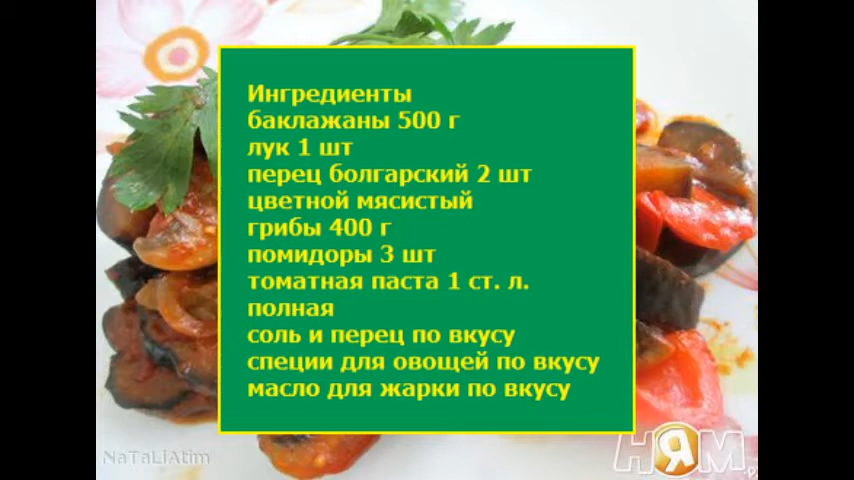 Ингредиенты
баклажаны 500 г
лук 1 шт
перец болгарский 2 шт
цветной мясистый
грибы 400 г
помидоры 3 шт
томатная паста 1 ст. л.
полная
соль и перец по вкусу
специи для овощей по вкусу
масло для жарки по вкусу
NaTaLiAtim
НЯМ